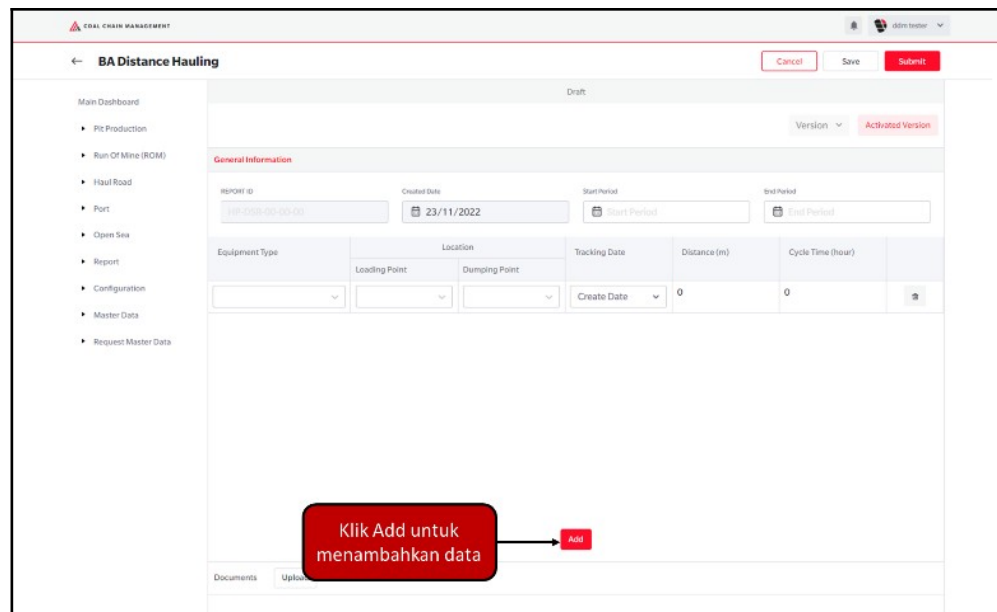 COAL CHAIN MANAGEMENT
ddm tester
← BA Distance Hauling
Cancel
Save
Submit
Draft
Main Dashboard
Pit Production
Run Of Mine (ROM)
Haul Road
Port
Open Sea
Report
Configuration
Master Data
Request Master Data
Version
Activated Version
General Information
REPORT ID
Created Date
Start Period
End Period
23/11/2022
Start Period
End Period
Equipment Type
Location
Tracking Date
Distance (m)
Cycle Time (hour)
Loading Point
Dumping Point
Create Date
0
0
Klik Add untuk
menambahkan data
Add
Documents